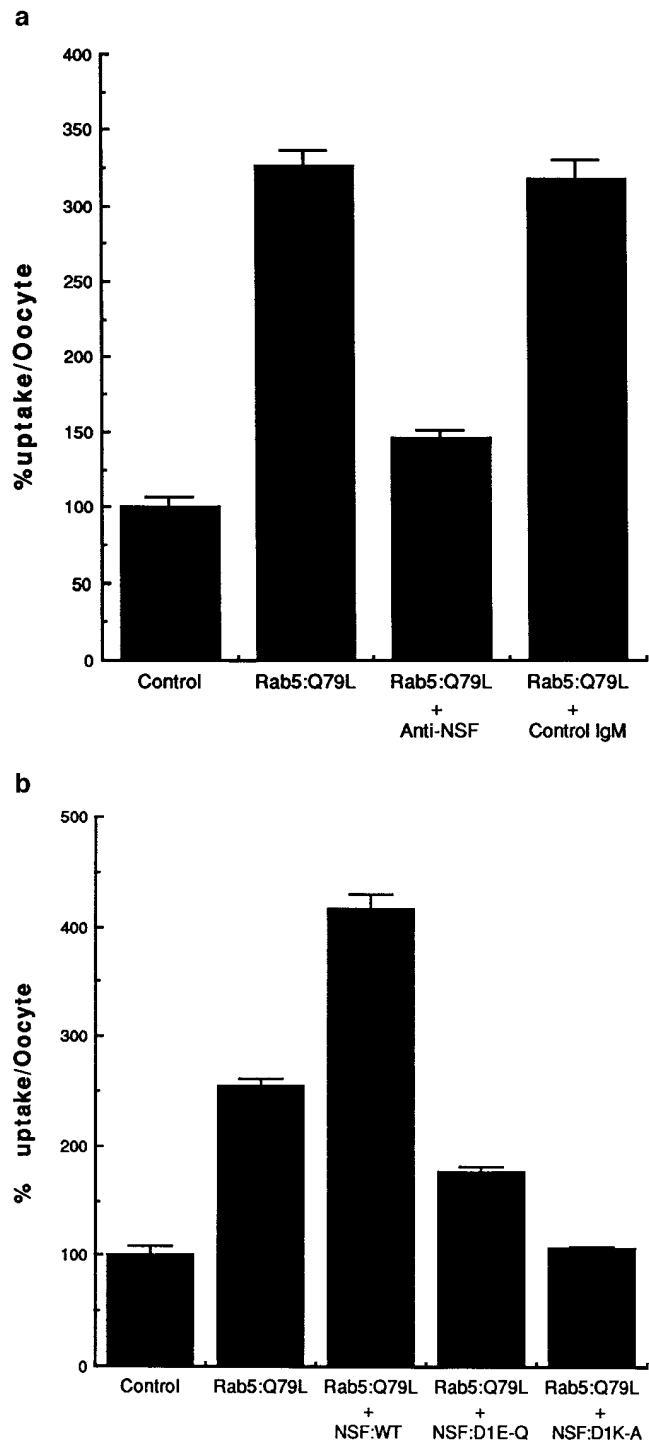 a
400
350
300
250
200
150
100
50
0
%uptake/Oocyte
Control
Rab5:Q79L
Rab5:Q79L
+
Anti-NSF
Rab5:Q79L
+
Control IgM
b
500
400
300
200
100
0
% uptake/Oocyte
Control
Rab5:Q79L
Rab5:Q79L
+
NSF:WT
Rab5:Q79L
+
NSF:D1E-Q
Rab5:Q79L
+
NSF:D1K-A